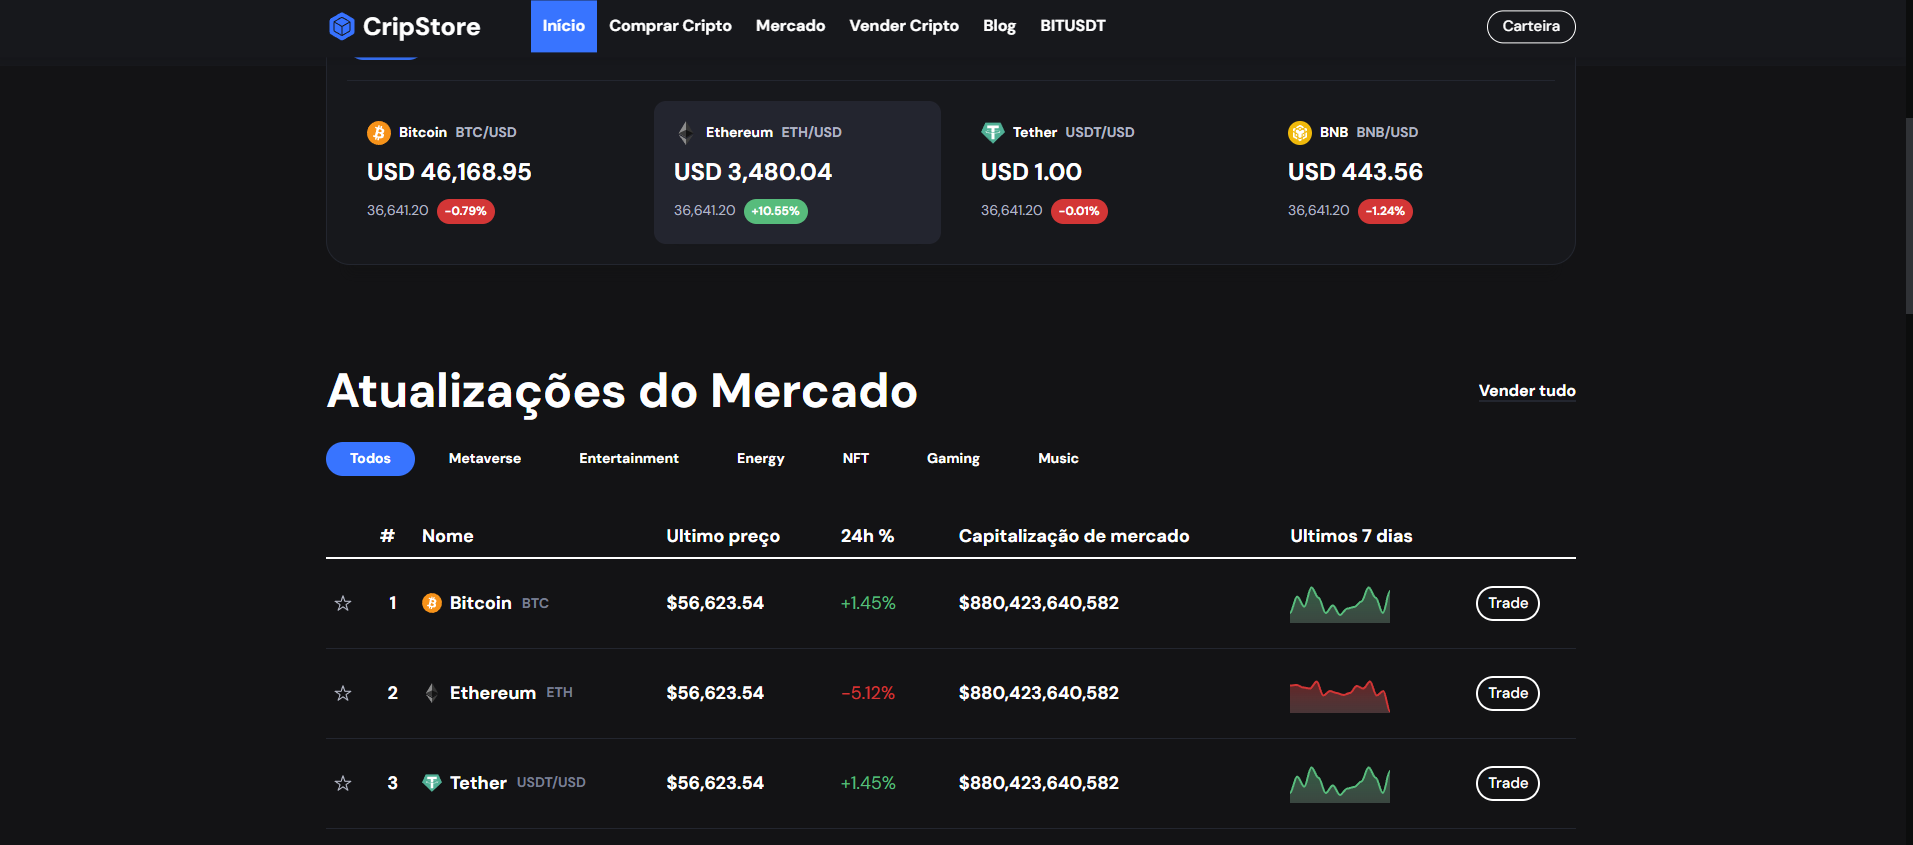 CripStore Início Comprar Cripto Mercado Vender Cripto Blog BITUSDT Carteira
Bitcoin BTC/USD Ethereum ETH/USD Tether USDT/USD BNB BNB/USD
USD 46,168.95 USD 3,480.04 USD 1.00 USD 443.56
36,641.20 -0.79% 36,641.20 +10.55% 36,641.20 -0.01% 36,641.20 -1.24%
Atualizações do Mercado Vender tudo
Todos Metaverse Entertainment Energy NFT Gaming Music
# Nome Ultimo preço 24h % Capitalização de mercado Ultimos 7 dias
1 Bitcoin BTC $56,623.54 +1.45% $880,423,640,582 Trade
2 Ethereum ETH $56,623.54 -5.12% $880,423,640,582 Trade
3 Tether USDT/USD $56,623.54 +1.45% $880,423,640,582 Trade